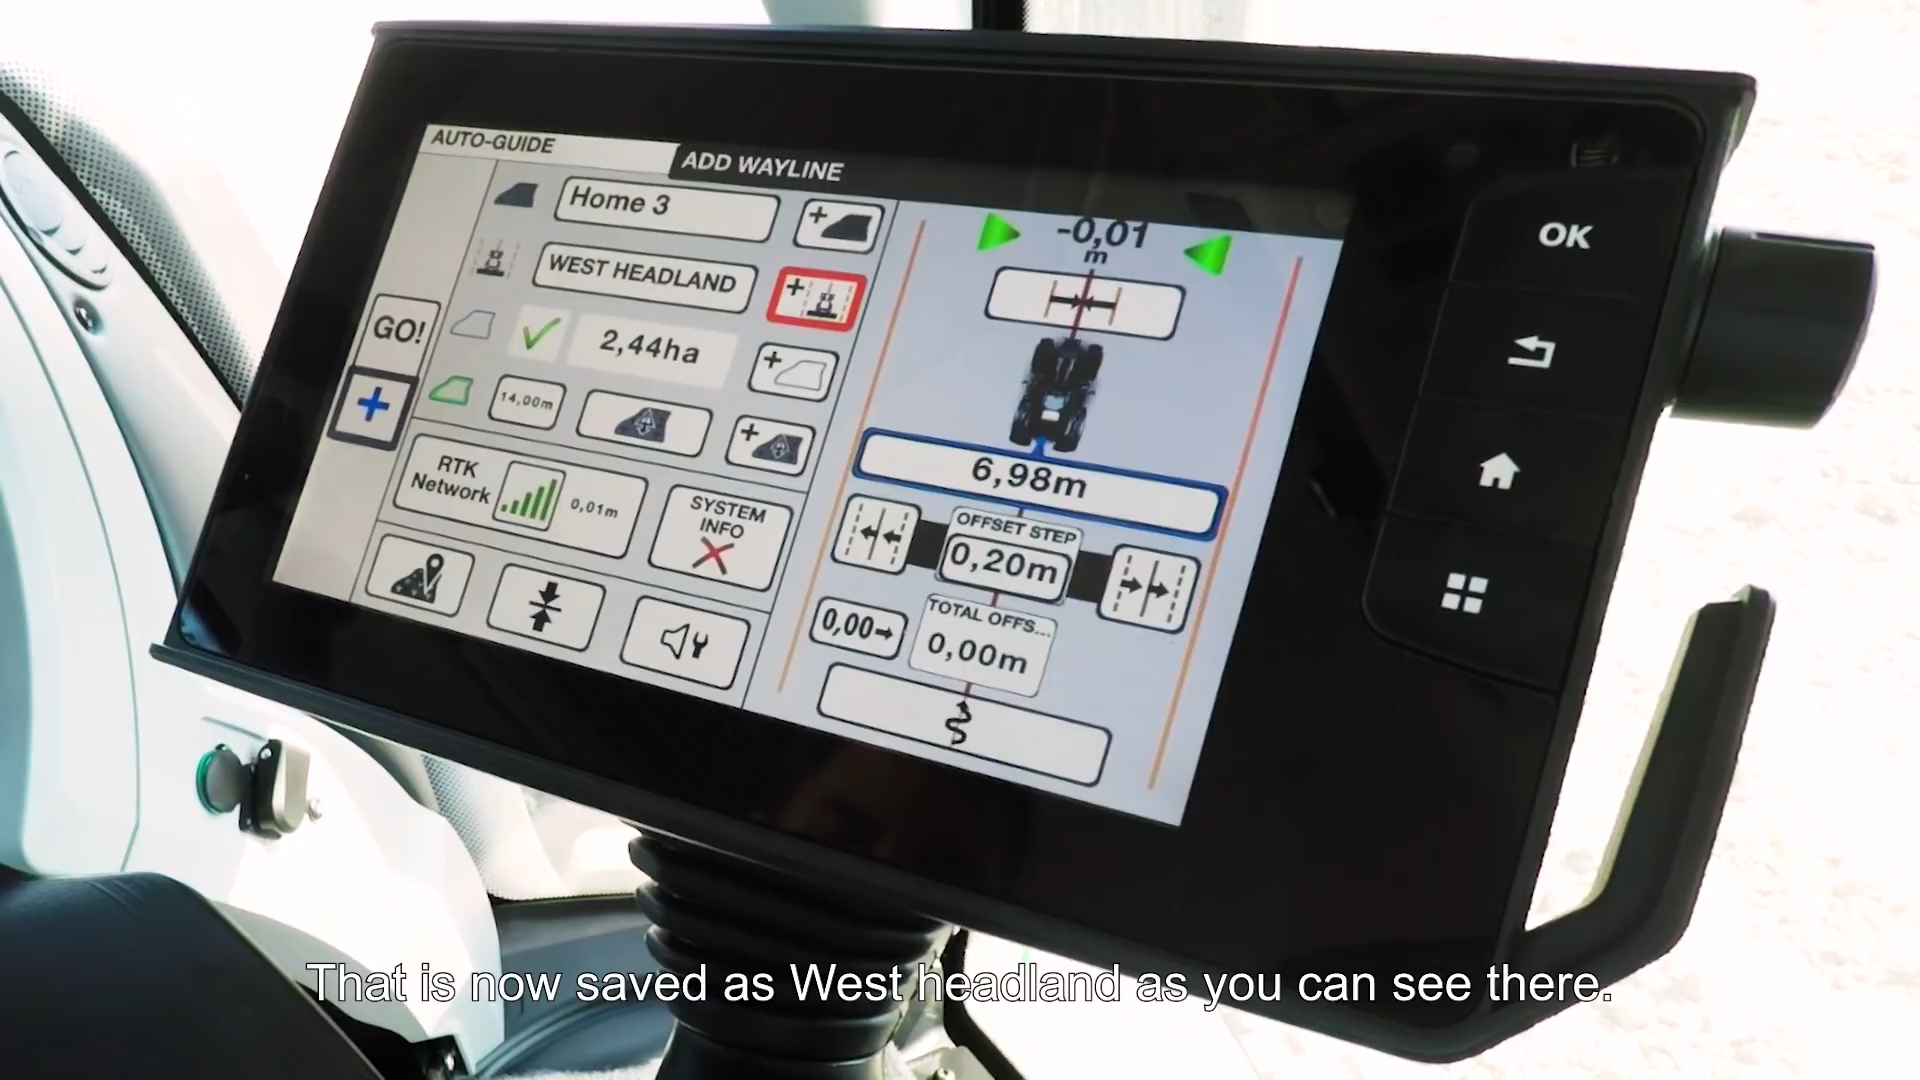 AUTO-GUIDE
ADD WAYLINE
Home 3
WEST HEADLAND
GO!
2,44ha
14,00m
RTK
Network
0,01m
SYSTEM
INFO
-0,01
m
6,98m
OFFSET STEP
0,20m
0,00
TOTAL OFFS...
0,00m
OK
That is now saved as West headland as you can see there.